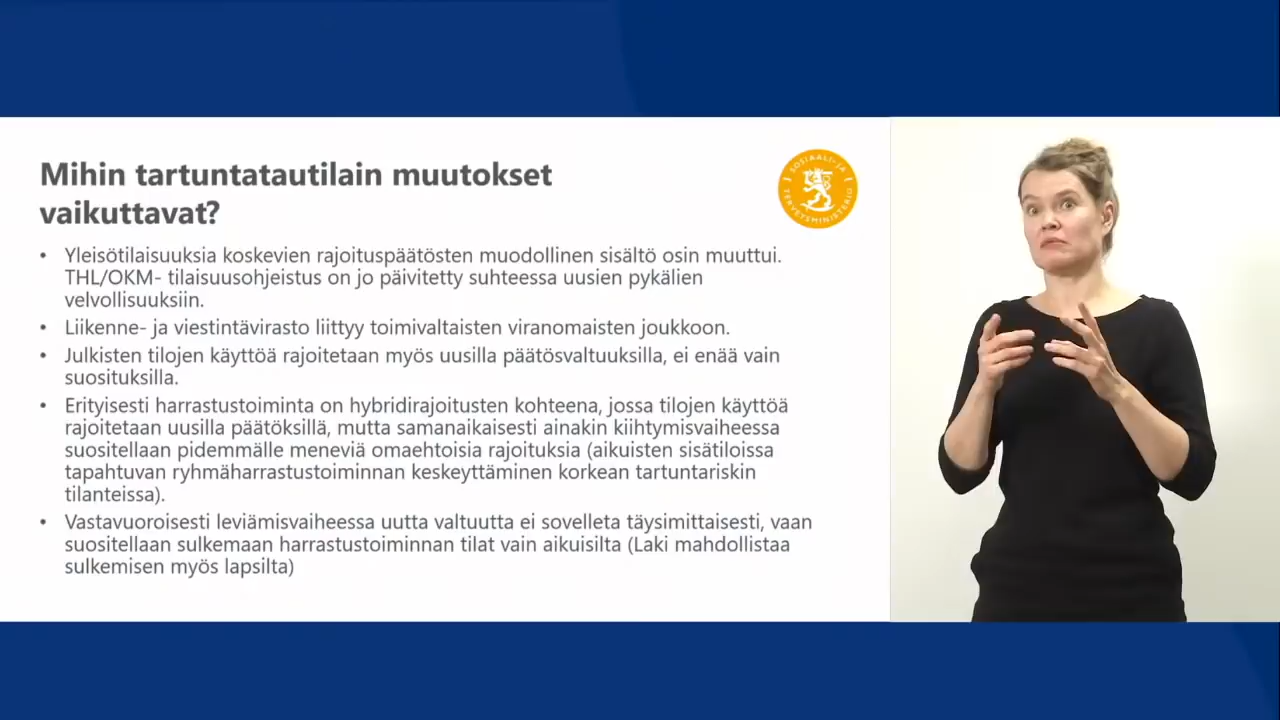 Mihin tartuntatautilain muutokset
vaikuttavat?
SOSIAALI- JA
TERVEYSMINISTERIÖ
• Yleisötilaisuuksia koskevien rajoituspäätösten muodollinen sisältö osin muuttui.
THL/OKM- tilaisuusohjeistus on jo päivitetty suhteessa uusien pykälien
velvollisuuksiin.
• Liikenne- ja viestintävirasto liittyy toimivaltaisten viranomaisten joukkoon.
• Julkisten tilojen käyttöä rajoitetaan myös uusilla päätösvaltuuksilla, ei enää vain
suosituksilla.
• Erityisesti harrastustoiminta on hybridirajoitusten kohteena, jossa tilojen käyttöä
rajoitetaan uusilla päätöksillä, mutta samanaikaisesti ainakin kiihtymisvaiheessa
suositellaan pidemmälle meneviä omaehtoisia rajoituksia (aikuisten sisätiloissa
tapahtuvan ryhmäharrastustoiminnan keskeyttäminen korkean tartuntariskin
tilanteissa).
• Vastavuoroisesti leviämisvaiheessa uutta valtuutta ei sovelleta täysimittaisesti, vaan
suositellaan sulkemaan harrastustoiminnan tilat vain aikuisilta (Laki mahdollistaa
sulkemisen myös lapsilta)